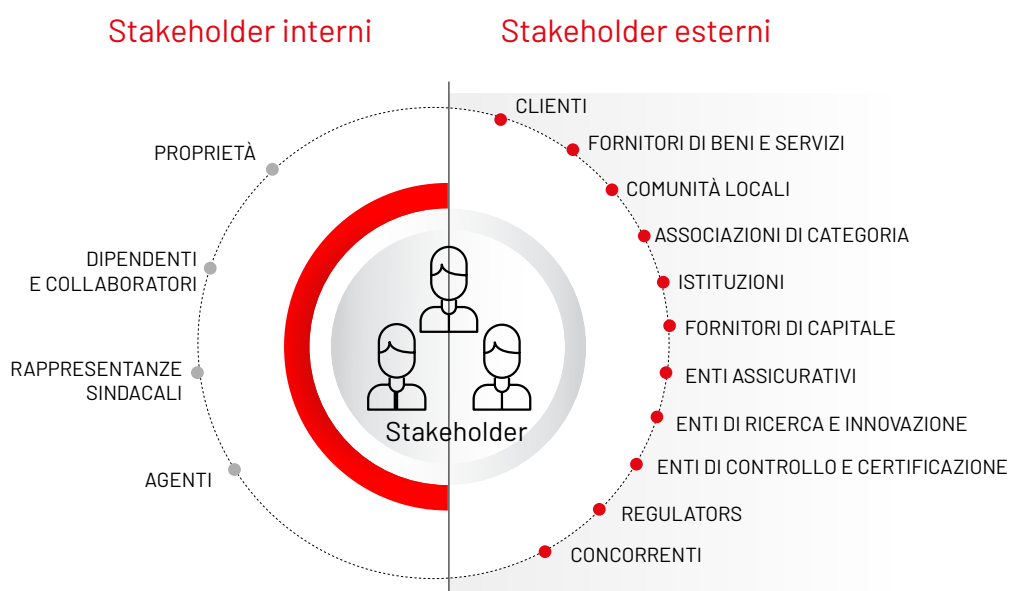 Stakeholder interni
Stakeholder esterni
PROPRIETÀ
DIPENDENTI
E COLLABORATORI
RAPPRESENTANZE
SINDACALI
AGENTI
Stakeholder
CLIENTI
FORNITORI DI BENI E SERVIZI
COMUNITÀ LOCALI
ASSOCIAZIONI DI CATEGORIA
ISTITUZIONI
FORNITORI DI CAPITALE
ENTI ASSICURATIVI
ENTI DI RICERCA E INNOVAZIONE
ENTI DI CONTROLLO E CERTIFICAZIONE
REGULATORS
CONCORRENTI